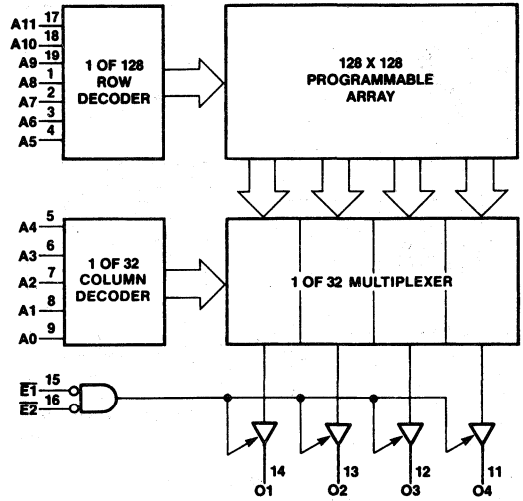 A11 17
A10 18
A9 19
A8 1
A7 2
A6 3
A5 4
1 OF 128
ROW
DECODER
128 X 128
PROGRAMMABLE
ARRAY
A4 5
A3 6
A2 7
A1 8
A0 9
1 OF 32
COLUMN
DECODER
1 OF 32 MULTIPLEXER
E1 15
E2 16
14
13
12
11
O1
O2
O3
O4